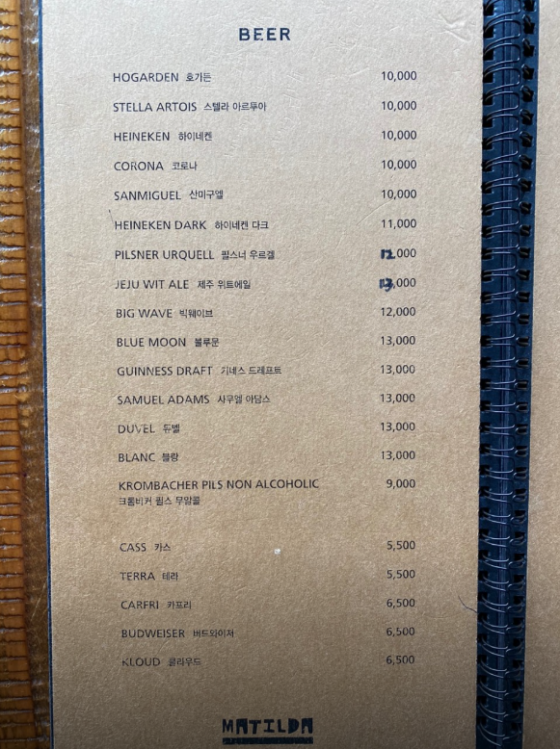 BEER
HOGARDEN 호가든 10,000
STELLA ARTOIS 스텔라 아르투아 10,000
HEINEKEN 하이네켄 10,000
CORONA 코로나 10,000
SANMIGUEL 산미구엘 10,000
HEINEKEN DARK 하이네켄 다크 11,000
PILSNER URQUELL 필스너 우르켈 12,000
JEJU WIT ALE 제주 위트에일 13,000
BIG WAVE 빅웨이브 12,000
BLUE MOON 블루문 13,000
GUINNESS DRAFT 기네스 드래프트 13,000
SAMUEL ADAMS 사무엘 아담스 13,000
DUVEL 듀벨 13,000
BLANC 블랑 13,000
KROMBACHER PILS NON ALCOHOLIC 9,000
크롬비커 필스 무알콜
CASS 카스 5,500
TERRA 테라 5,500
CARFRI 카프리 6,500
BUDWEISER 버드와이저 6,500
KLOUD 클라우드 6,500
MATILDA